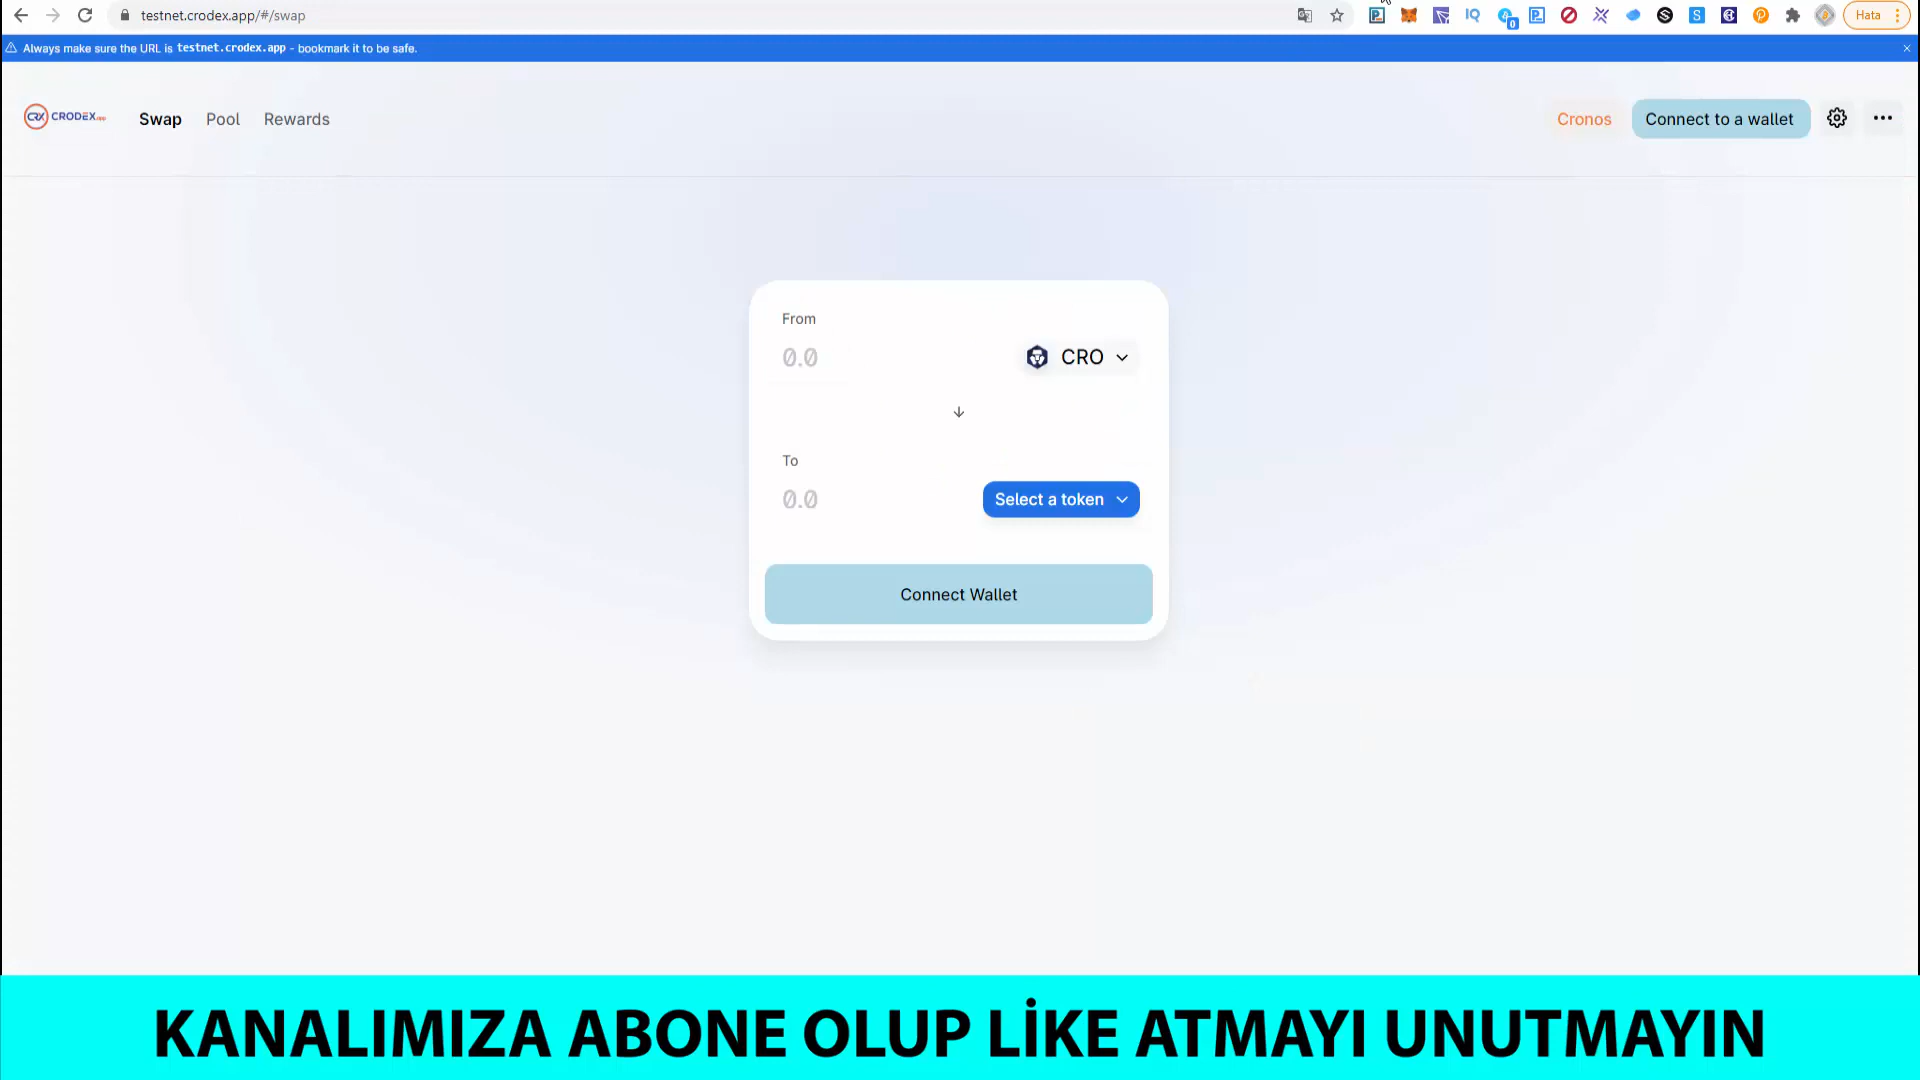 testnet.crodex.app/#/swap
Hata
Always make sure the URL is testnet.crodex.app - bookmark it to be safe.
CRX CRODEX.app
Swap
Pool
Rewards
Cronos
Connect to a wallet
From
0.0
CRO
To
0.0
Select a token
Connect Wallet
KANALIMIZA ABONE OLUP LİKE ATMAYI UNUTMAYIN